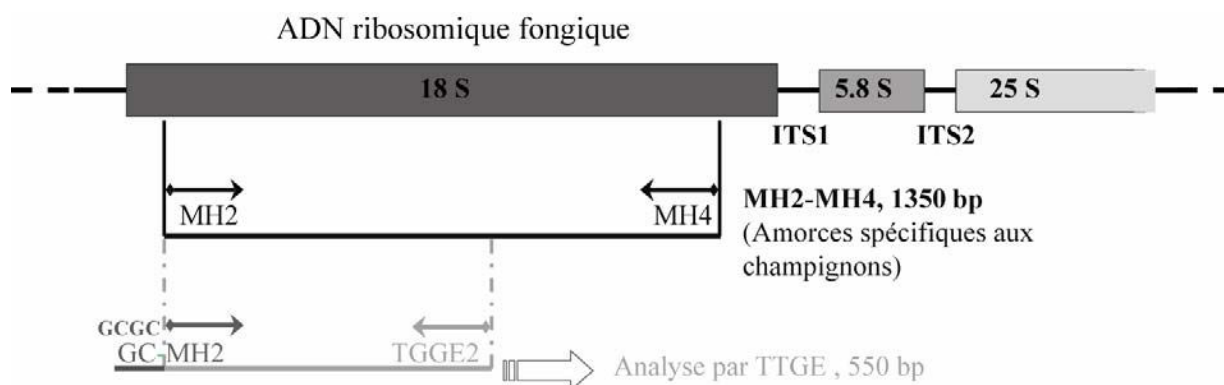 ADN ribosomique fongique
18 S
5.8 S
25 S
ITS1
ITS2
MH2
MH4
MH2-MH4, 1350 bp
(Amorces spécifiques aux
champignons)
GCGC
GC-MH2
TGGE2
Analyse par TTGE , 550 bp